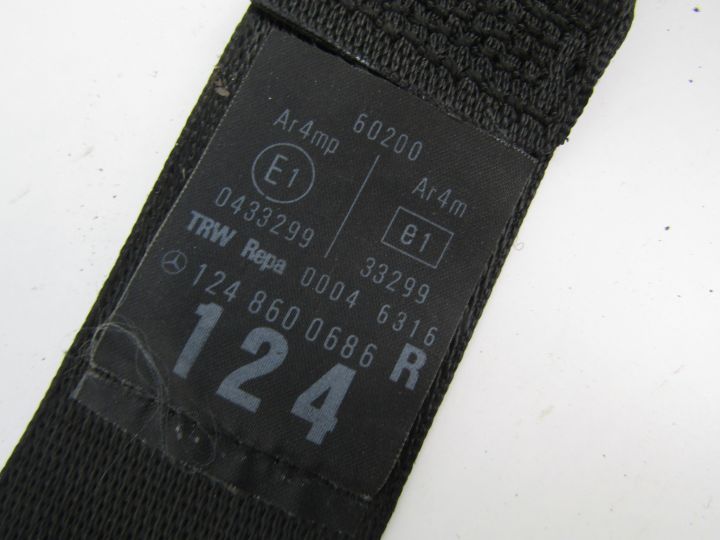 60200
Ar4mp Ar4m
E1 e1
0433299 33299
TRW Repa 0004 6316
124 860 0686
124 R